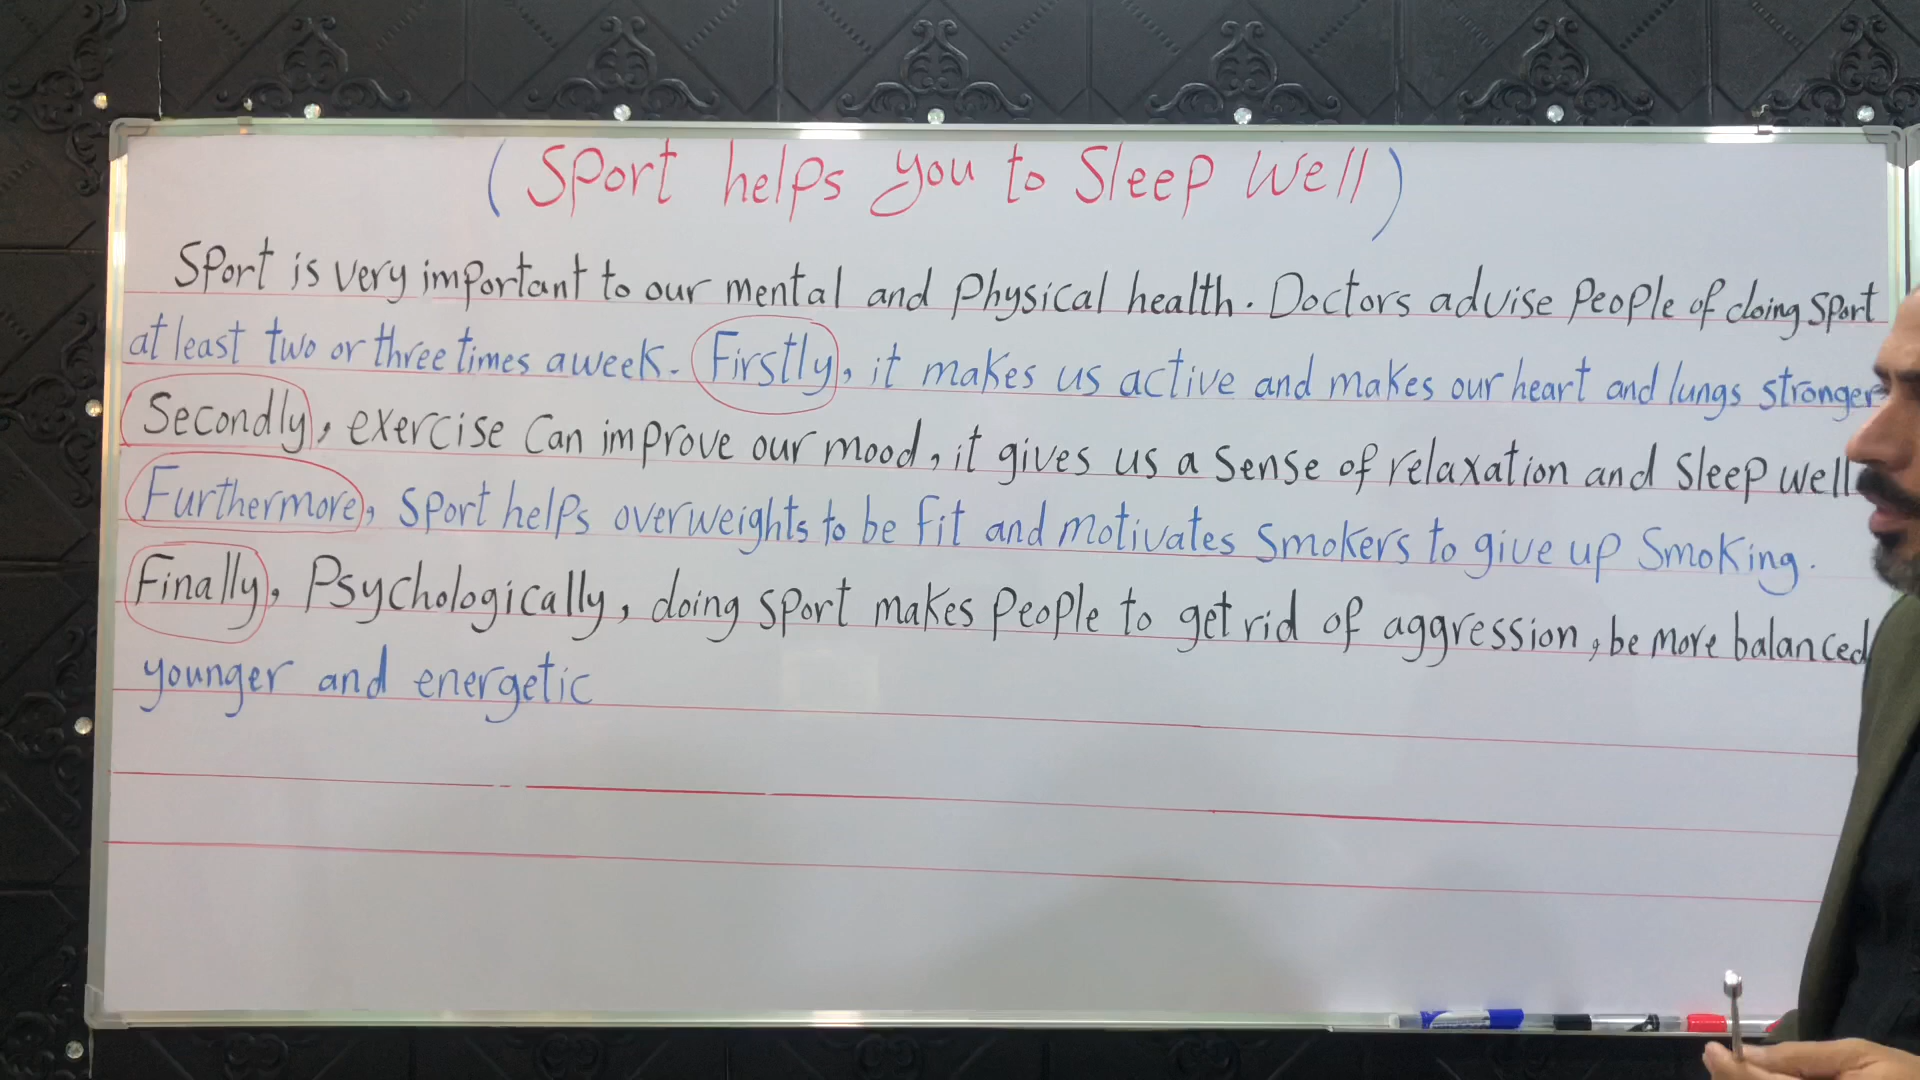 (Sport helps you to Sleep Well)
Sport is very important to our mental and physical health. Doctors advise people of doing sport
at least two or three times a week. Firstly, it makes us active and makes our heart and lungs stronger
Secondly, exercise can improve our mood, it gives us a sense of relaxation and sleep well
Furthermore, sport helps overweights to be fit and motivates smokers to give up smoking.
Finally, Psychologically, doing sport makes people to get rid of aggression, be more balanced
younger and energetic